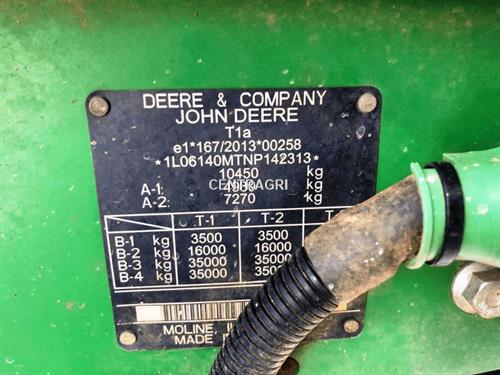 DEERE & COMPANY
JOHN DEERE
T1a
e1*167/2013*00258
*1L06140MTNP142313*
10450 kg
CENTRAGRI
A-1: kg
A-2: 7270 kg
T-1 T-2
B-1 kg 3500 3500
B-2 kg 16000 16000
B-3 kg 35000 35000
B-4 kg 35000
MOLINE,
MADE